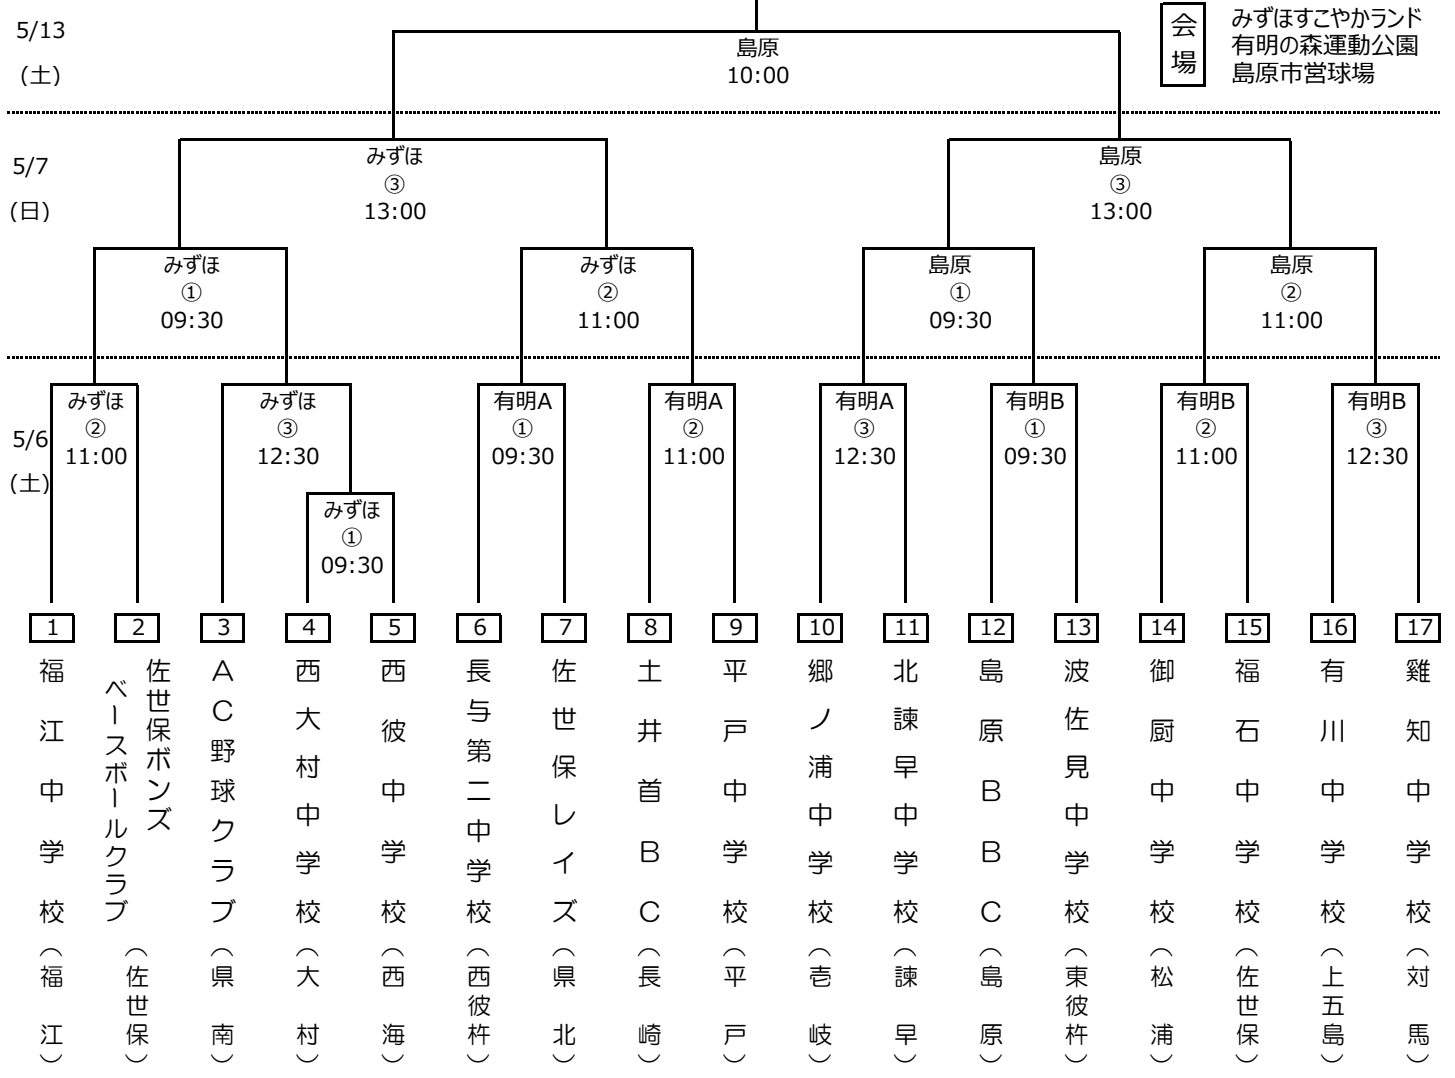 5/13
(土)
島原
10:00
会場
みずほすこやかランド
有明の森運動公園
島原市営球場
5/7
(日)
みずほ
③
13:00
島原
③
13:00
みずほ
①
09:30
みずほ
②
11:00
島原
①
09:30
島原
②
11:00
5/6
(土)
みずほ
②
11:00
みずほ
③
12:30
有明A
①
09:30
有明A
②
11:00
有明A
③
12:30
有明B
①
09:30
有明B
②
11:00
有明B
③
12:30
みずほ
①
09:30
1
福江中学校(福江)
2
佐世保ボンズ
ベースボールクラブ
(佐世保)
3
AC野球クラブ(県南)
4
西大村中学校(大村)
5
西彼中学校(西海)
6
長与第二中学校(西彼杵)
7
佐世保レイズ(県北)
8
土井首BC(長崎)
9
平戸中学校(平戸)
10
郷ノ浦中学校(壱岐)
11
北諫早中学校(諫早)
12
島原BBC(島原)
13
波佐見中学校(東彼杵)
14
御厨中学校(松浦)
15
福石中学校(佐世保)
16
有川中学校(上五島)
17
雞知中学校(対馬)